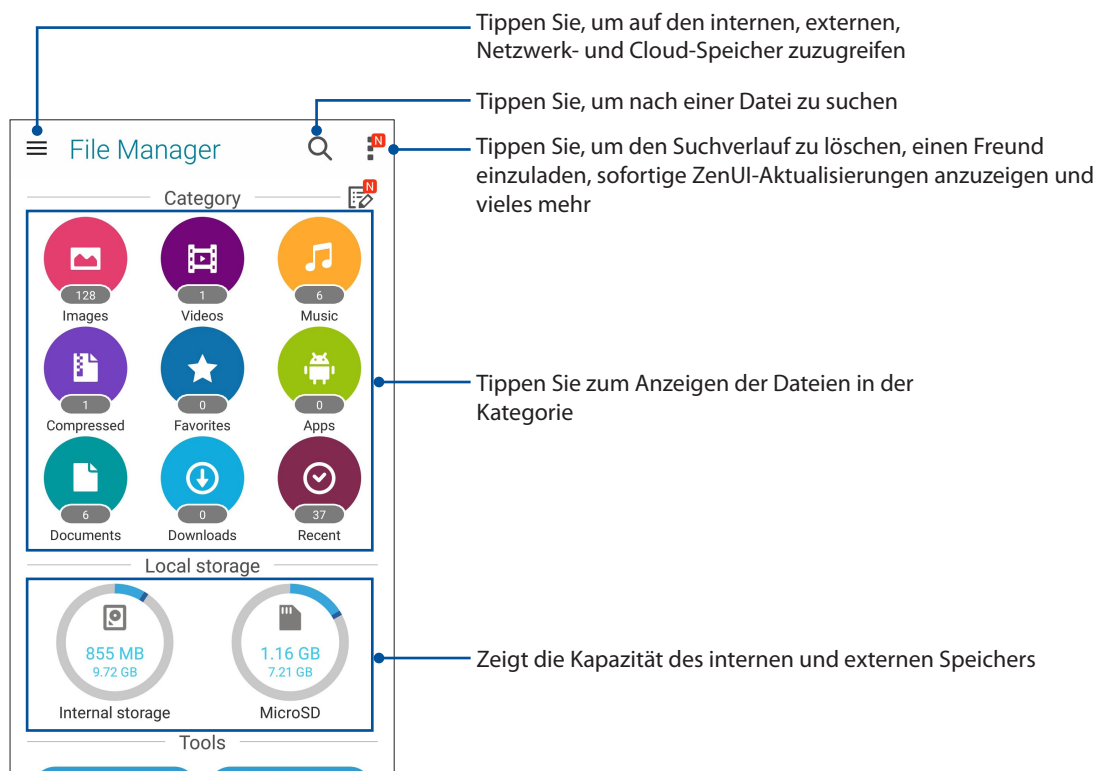 Tippen Sie, um auf den internen, externen,
Netzwerk- und Cloud-Speicher zuzugreifen
Tippen Sie, um nach einer Datei zu suchen
File Manager
N
Tippen Sie, um den Suchverlauf zu löschen, einen Freund
einzuladen, sofortige ZenUI-Aktualisierungen anzuzeigen und
vieles mehr
Category
N
128
1
6
Images
Videos
Music
1
0
0
Compressed
Favorites
Apps
Tippen Sie zum Anzeigen der Dateien in der
Kategorie
6
0
37
Documents
Downloads
Recent
Local storage
855 MB
9.72 GB
1.16 GB
7.21 GB
Internal storage
MicroSD
Zeigt die Kapazität des internen und externen Speichers
Tools